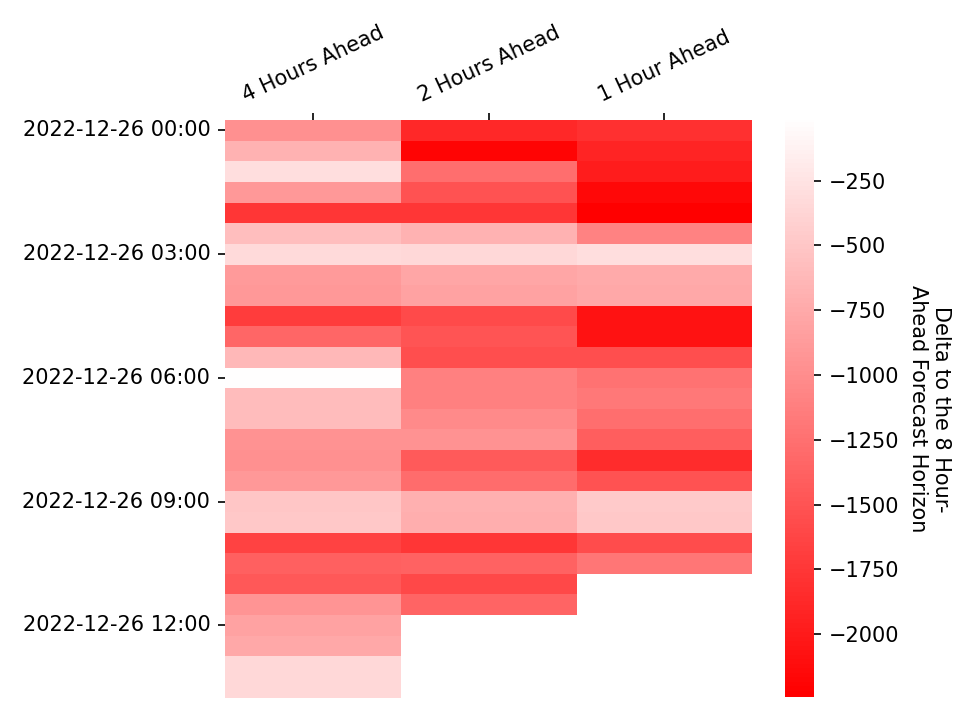 4 Hours Ahead
2 Hours Ahead
1 Hour Ahead
2022-12-26 00:00
2022-12-26 03:00
2022-12-26 06:00
2022-12-26 09:00
2022-12-26 12:00
−250
−500
−750
−1000
−1250
−1500
−1750
−2000
Delta to the 8 Hour-
Ahead Forecast Horizon